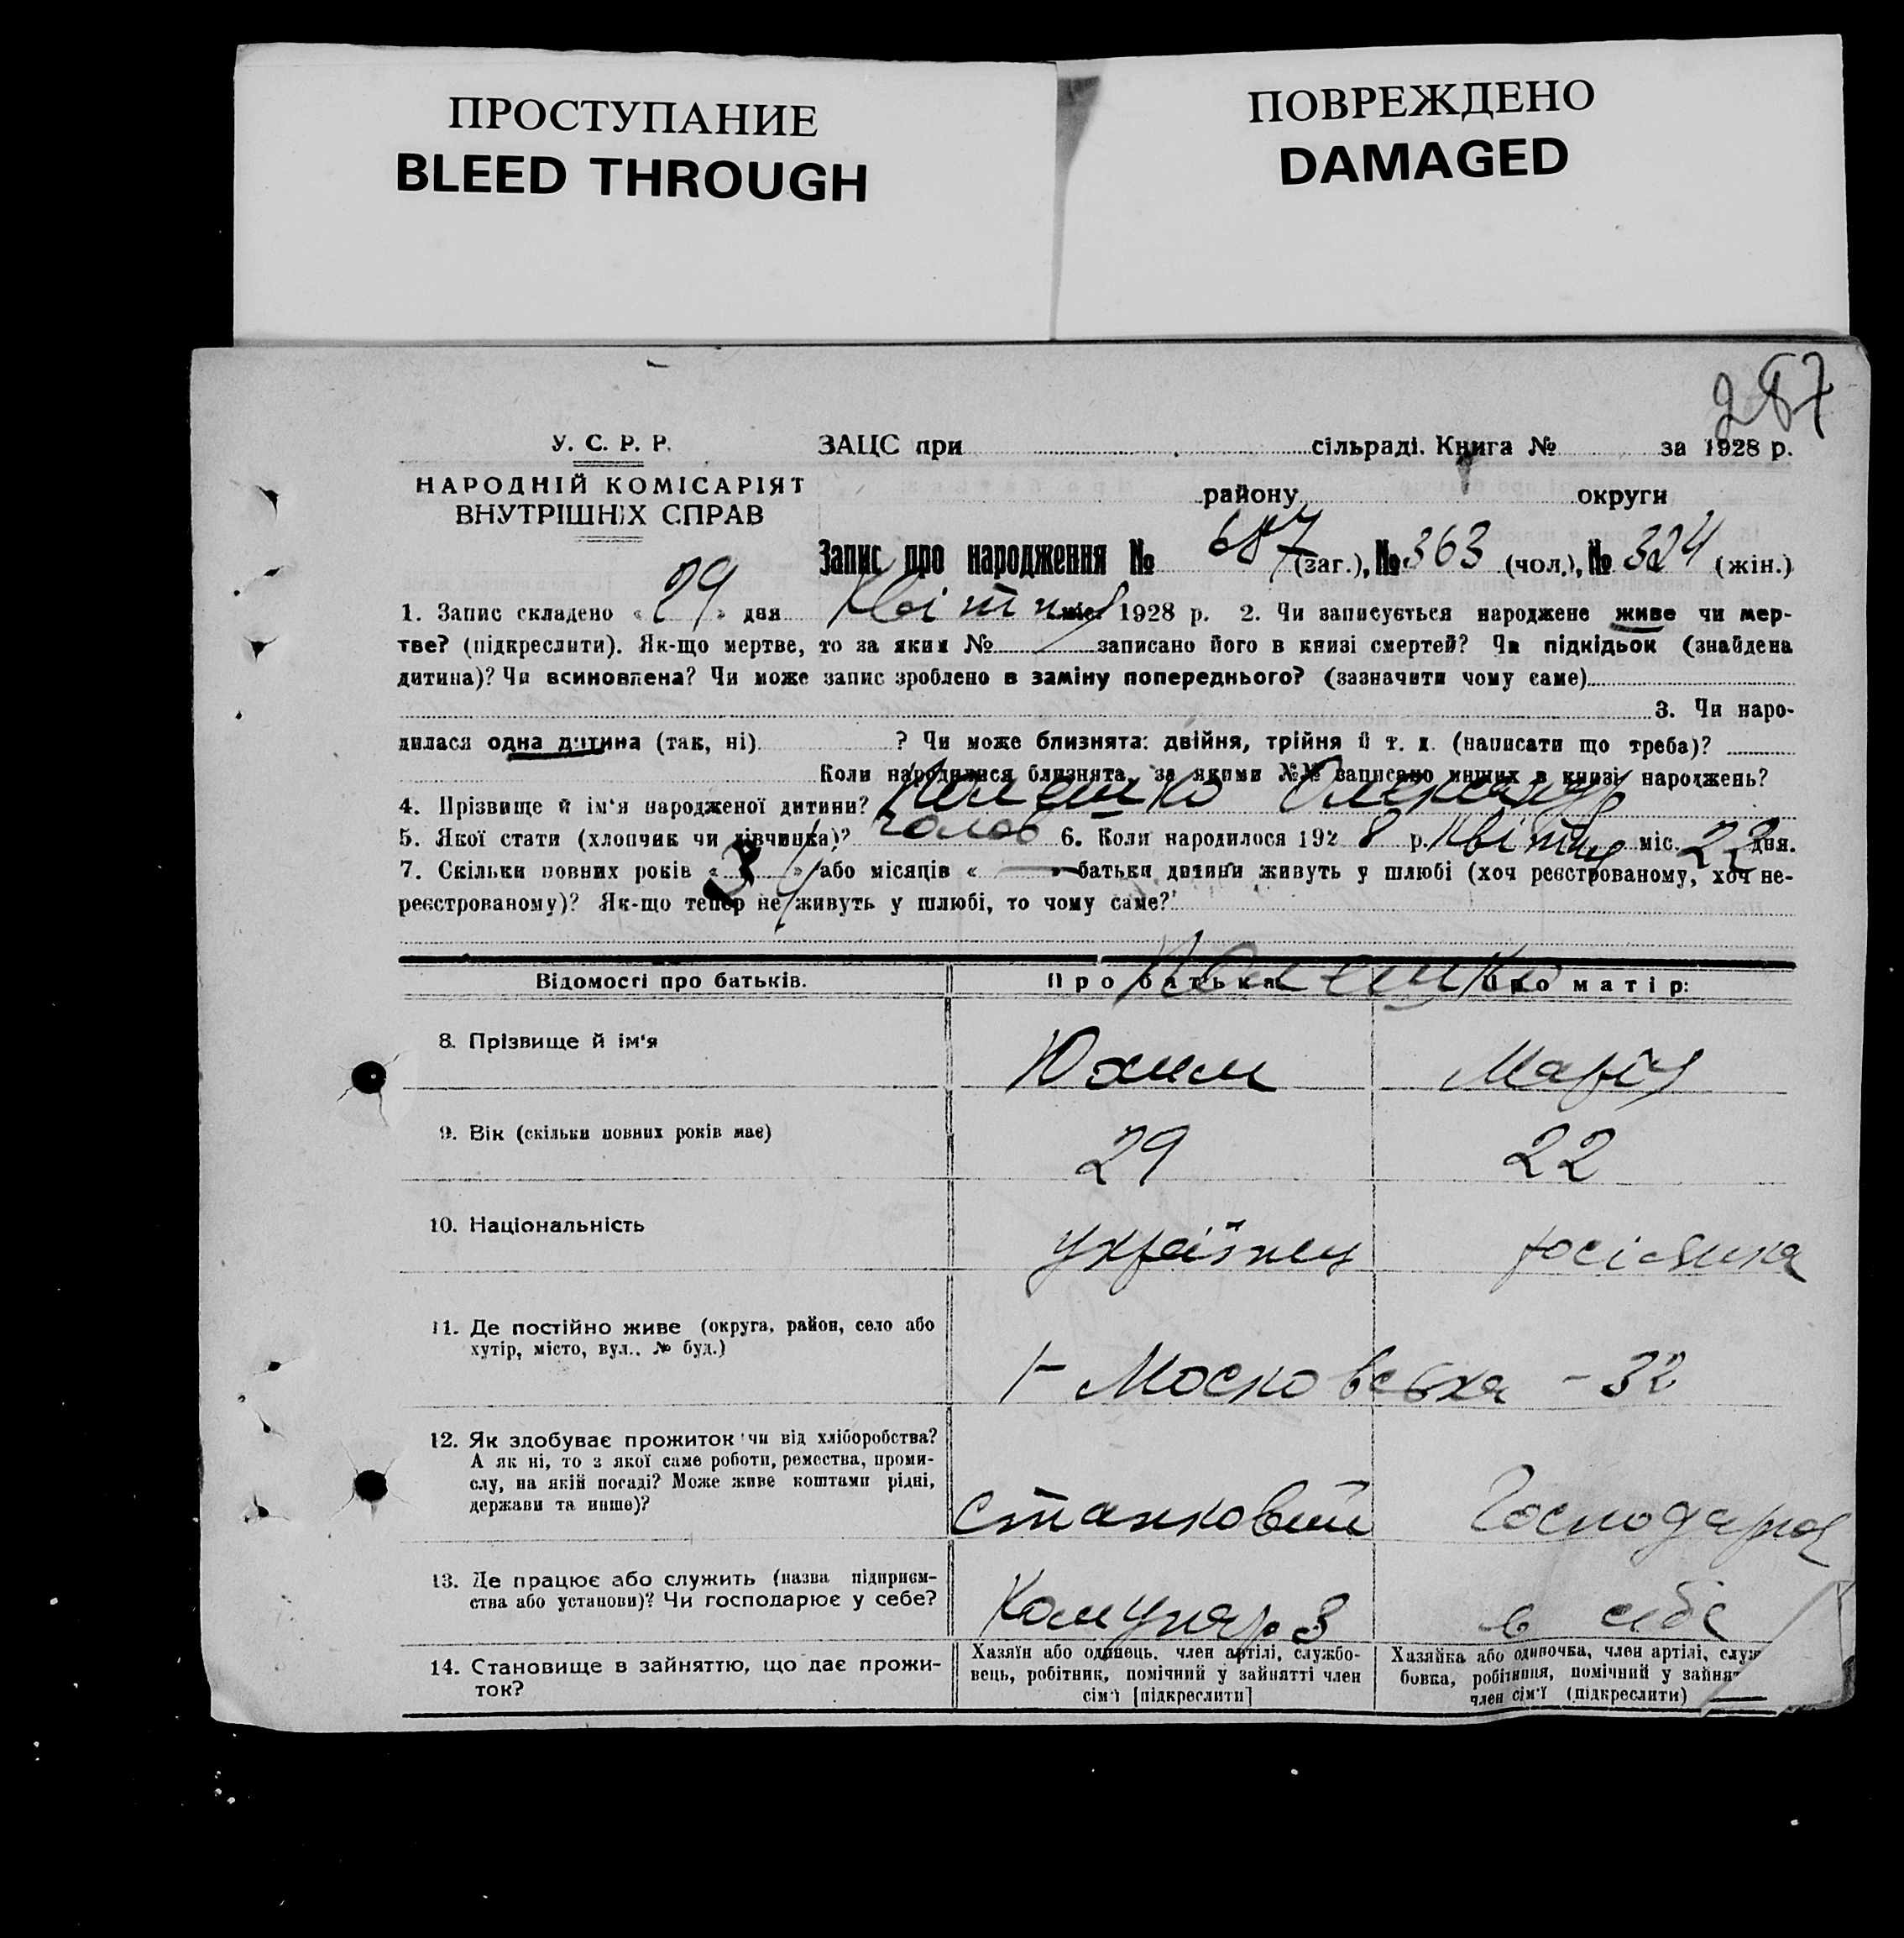 ПРОСТУПАНИЕ
BLEED THROUGH
ПОВРЕЖДЕНО
DAMAGED
287
У. С. Р. Р.
НАРОДНІЙ КОМІСАРІЯТ
ВНУТРІШНІХ СПРАВ
ЗАЦС при сільраді. Книга № за 1928 р.
району округи
Запис про народження № 687 (заг.), № 363 (чол.), № 324 (жін.)
1. Запис складено « 29 » дня Квітня міс. 1928 р. 2. Чи записується народжене живе чи мер-
тве? (підкреслити). Як-що мертве, то за яким № записано його в книзі смертей? Чи підкідьок (знайдена
дитина)? Чи всиновлена? Чи може запис зроблено в заміну попереднього? (зазначити чому саме)
3. Чи наро-
дилася одна дитина (так, ні) ? Чи може близнята: двійня, трійня й т. д. (написати що треба)?
Коли народилися близнята, за якими №№ записано инших в книзі народжень?
4. Прізвище й ім'я народженої дитини? Олександр
5. Якої стати (хлопчик чи дівчинка)? чолов 6. Коли народилося 192 8 р. Квітня міс. 22 дня.
7. Скільки повних років « 3 » або місяців « — » батьки дитини живуть у шлюбі (хоч реєстрованому, хоч не-
реєстрованому)? Як-що тепер не живуть у шлюбі, то чому саме?
Відомості про батьків. Про батька Про матір:
8. Прізвище й ім'я Юхим Марія
9. Вік (скільки повних років має) 29 22
10. Національність українец росіянка
11. Де постійно живе (округа, район, село або
хутір, місто, вул., № буд.) 1 – Московська – 32
12. Як здобуває прожиток чи від хліборобства?
А як ні, то з якої саме роботи, ремества, проми-
слу, на якій посаді? Може живе коштами рідні,
держави та инше)? становий Господарка
13. Де працює або служить (назва підприєм-
ства або установи)? Чи господарює у себе? Комунар 3 в себе
14. Становище в зайняттю, що дає прожи-
ток?
Хазяїн або одинець, член артілі, службо-
вець, робітник, помічний у зайнятті член
сім'ї [підкреслити]
Хазяйка або одиночка, член артілі, служ
бовка, робітниця, помічний у зайнят
член сім'ї (підкреслити)